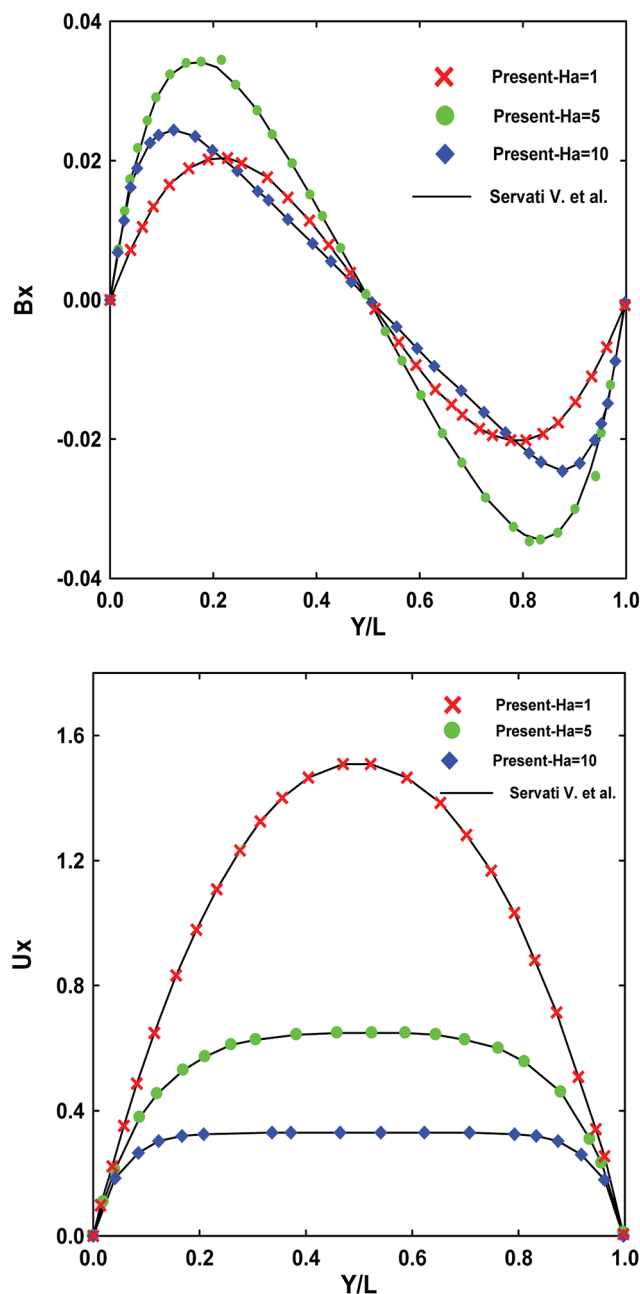 0.04
0.02
0.00
-0.02
-0.04
Bx
Present-Ha=1
Present-Ha=5
Present-Ha=10
Servati V. et al.
0.0 0.2 0.4 0.6 0.8 1.0
Y/L
1.6
1.2
0.8
0.4
0.0
Ux
Present-Ha=1
Present-Ha=5
Present-Ha=10
Servati V. et al.
0.0 0.2 0.4 0.6 0.8 1.0
Y/L